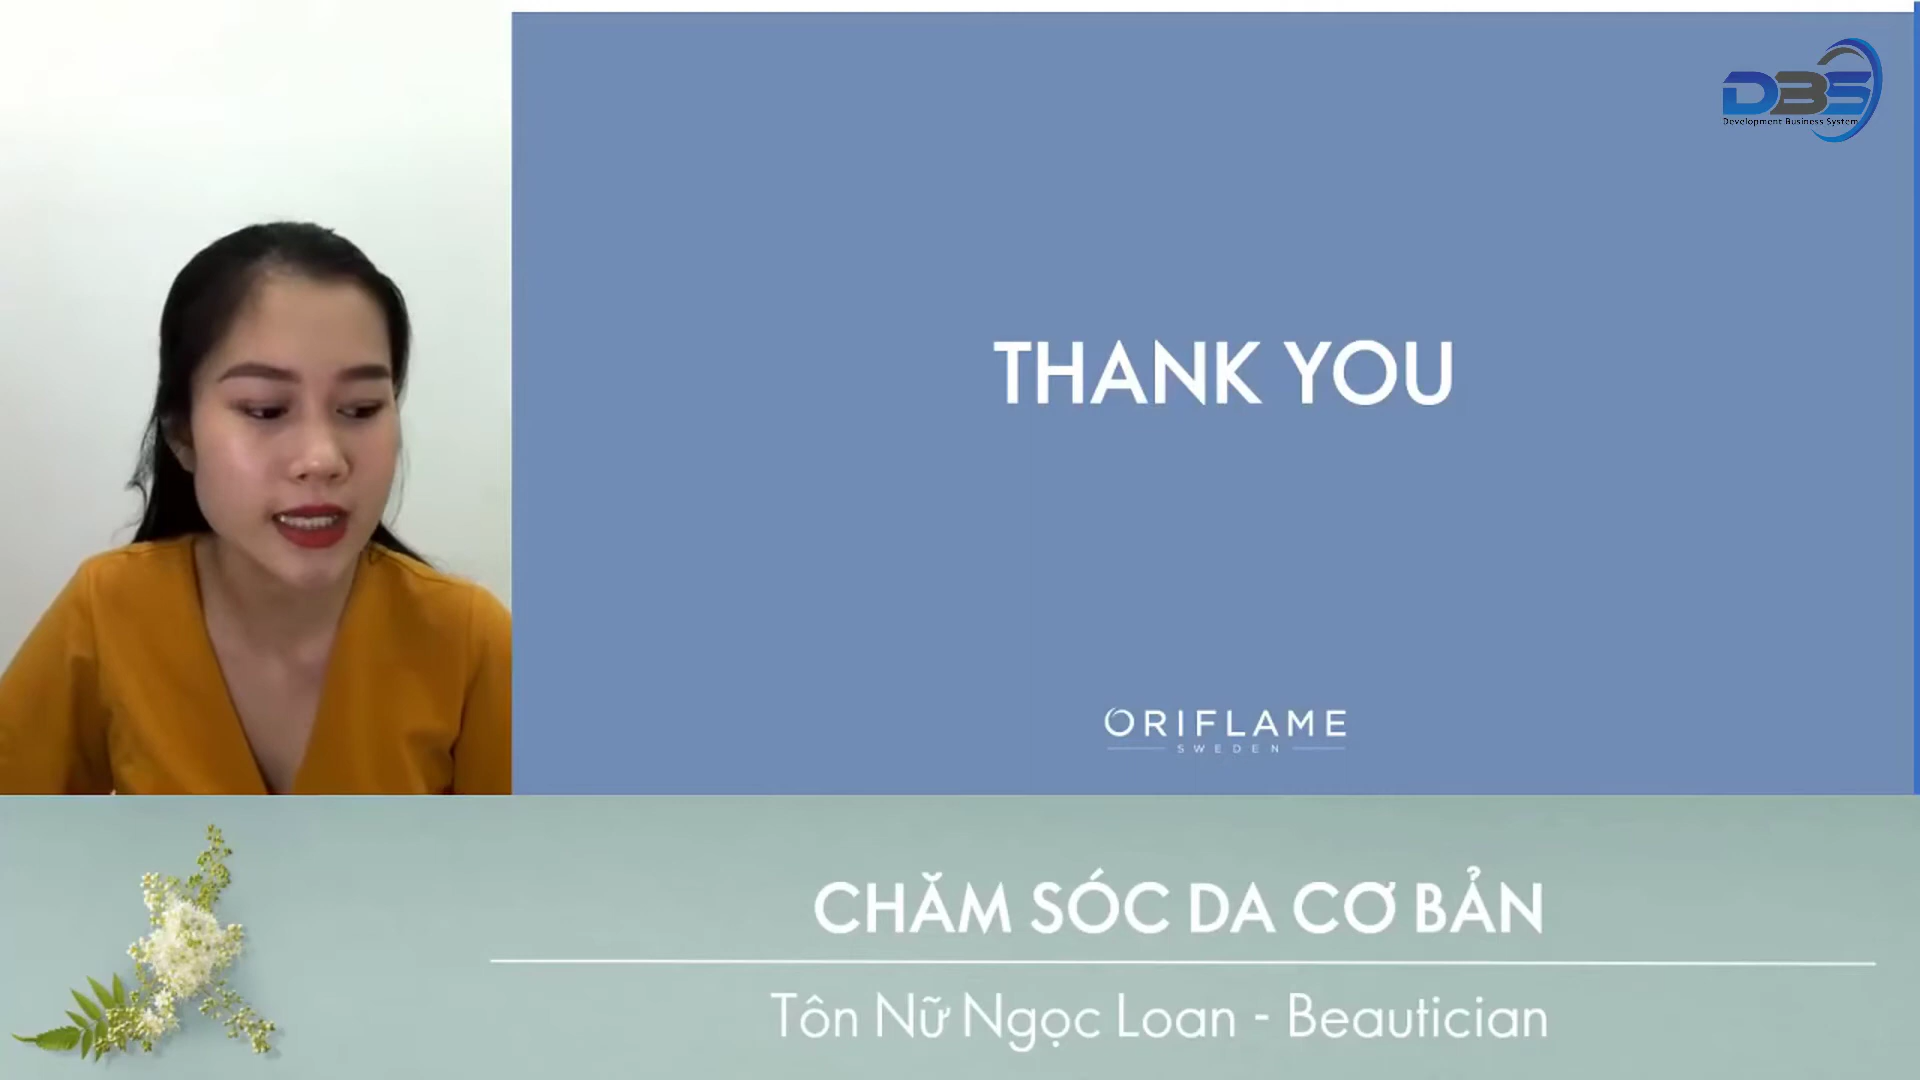 DBS
Development Business System
THANK YOU
ORIFLAME
SWEDEN
CHĂM SÓC DA CƠ BẢN
Tôn Nữ Ngọc Loan - Beautician